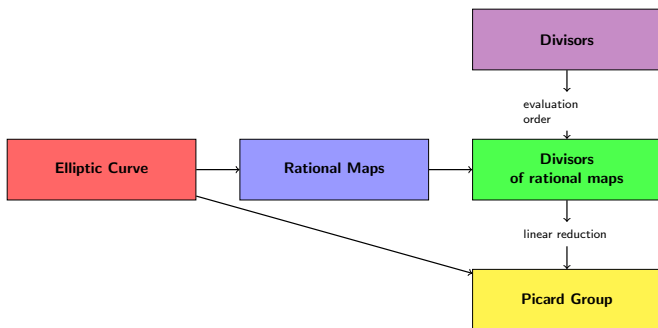 Divisors
evaluation
order
Elliptic Curve
Rational Maps
Divisors
of rational maps
linear reduction
Picard Group